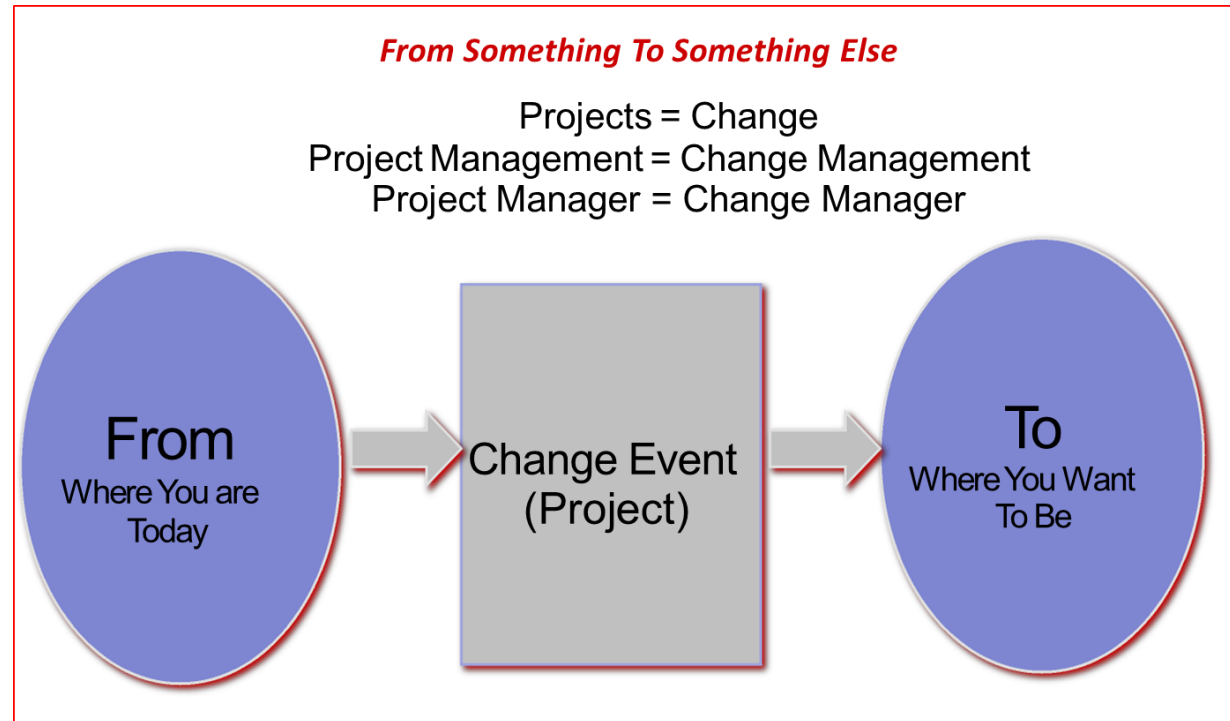 From Something To Something Else
Projects = Change
Project Management = Change Management
Project Manager = Change Manager
From
Where You are
Today
Change Event
(Project)
To
Where You Want
To Be